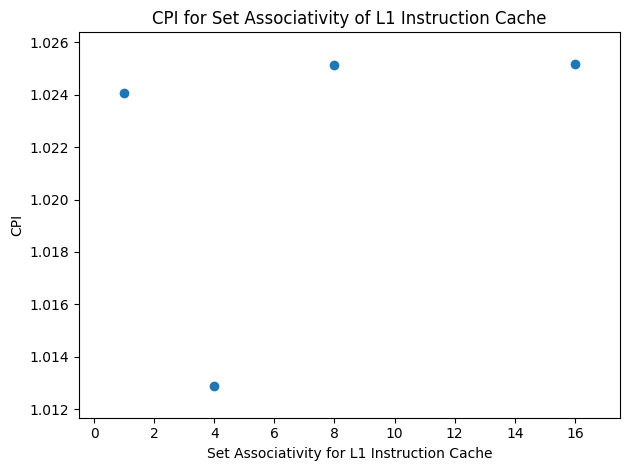 CPI for Set Associativity of L1 Instruction Cache
1.026
1.024
1.022
1.020
1.018
1.016
1.014
1.012
CPI
0 2 4 6 8 10 12 14 16
Set Associativity for L1 Instruction Cache